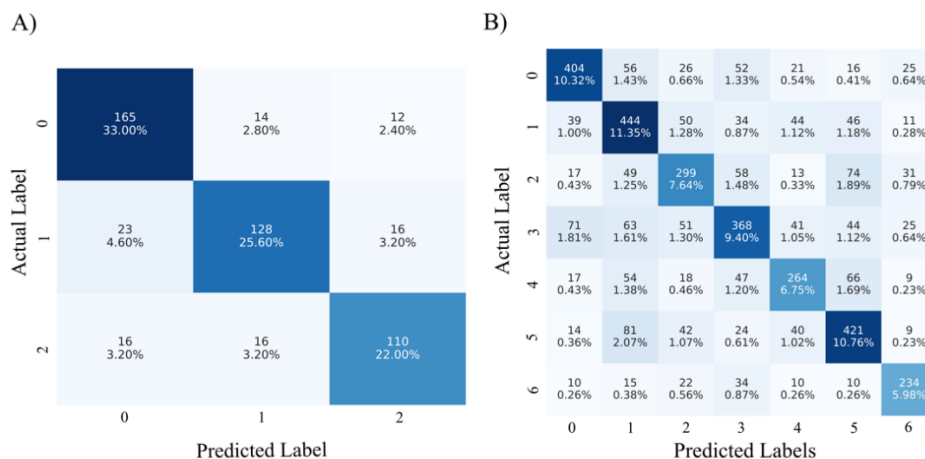 A)
165 14 12
33.00% 2.80% 2.40%
23 128 16
4.60% 25.60% 3.20%
16 16 110
3.20% 3.20% 22.00%
0
1
2
Actual Label
0 1 2
Predicted Label
B)
404 56 26 52 21 16 25
10.32% 1.43% 0.66% 1.33% 0.54% 0.41% 0.64%
39 444 50 34 44 46 11
1.00% 11.35% 1.28% 0.87% 1.12% 1.18% 0.28%
17 49 299 58 13 74 31
0.43% 1.25% 7.64% 1.48% 0.33% 1.89% 0.79%
71 63 51 368 41 44 25
1.81% 1.61% 1.30% 9.40% 1.05% 1.12% 0.64%
17 54 18 47 264 66 9
0.43% 1.38% 0.46% 1.20% 6.75% 1.69% 0.23%
14 81 42 24 40 421 9
0.36% 2.07% 1.07% 0.61% 1.02% 10.76% 0.23%
10 15 22 34 10 10 234
0.26% 0.38% 0.56% 0.87% 0.26% 0.26% 5.98%
0
1
2
3
4
5
6
Actual Label
0 1 2 3 4 5 6
Predicted Labels